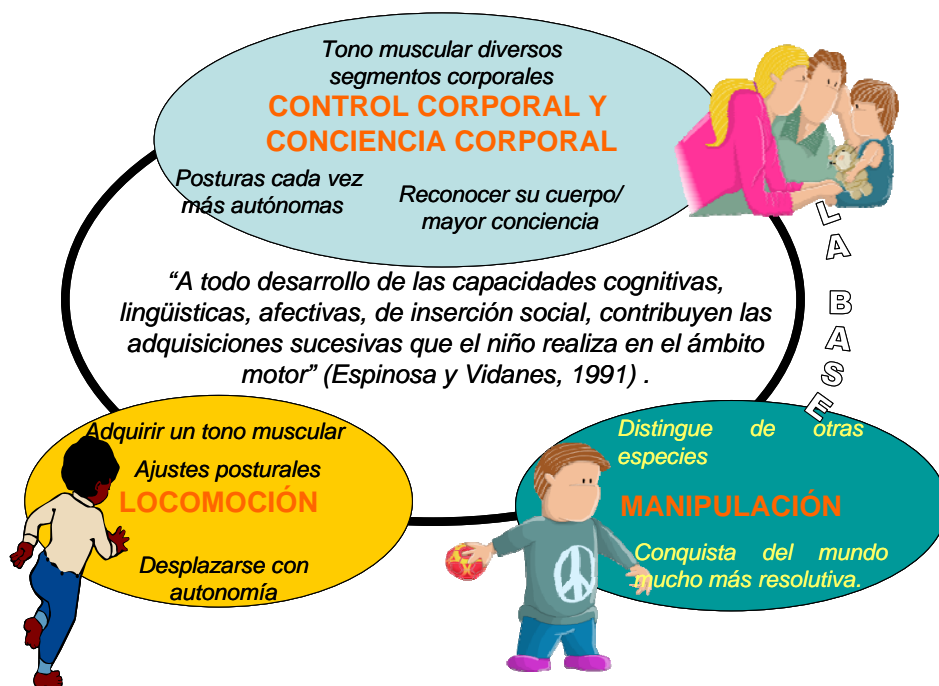 Tono muscular diversos
segmentos corporales
CONTROL CORPORAL Y
CONCIENCIA CORPORAL
Posturas cada vez
más autónomas
Reconocer su cuerpo/
mayor conciencia
LA BASE
“A todo desarrollo de las capacidades cognitivas,
lingüisticas, afectivas, de inserción social, contribuyen las
adquisiciones sucesivas que el niño realiza en el ámbito
motor” (Espinosa y Vidanes, 1991) .
Adquirir un tono muscular
Ajustes posturales
LOCOMOCIÓN
Desplazarse con
autonomía
Distingue de otras
especies
MANIPULACIÓN
Conquista del mundo
mucho más resolutiva.